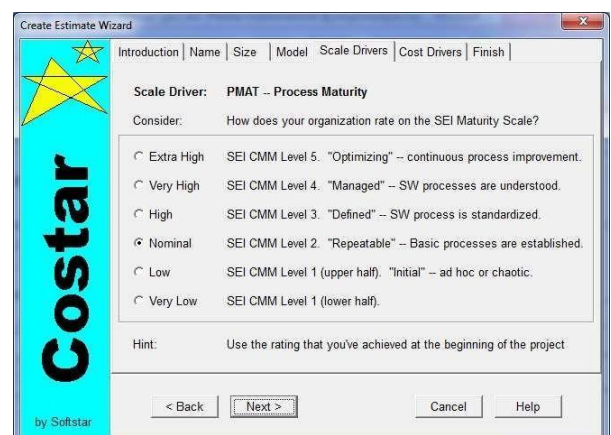 Create Estimate Wizard
Introduction Name Size Model Scale Drivers Cost Drivers Finish
Scale Driver: PMAT -- Process Maturity
Consider: How does your organization rate on the SEI Maturity Scale?
Extra High SEI CMM Level 5. "Optimizing" -- continuous process improvement.
Very High SEI CMM Level 4. "Managed" -- SW processes are understood.
High SEI CMM Level 3. "Defined" -- SW process is standardized.
Nominal SEI CMM Level 2. "Repeatable" -- Basic processes are established.
Low SEI CMM Level 1 (upper half). "Initial" -- ad hoc or chaotic.
Very Low SEI CMM Level 1 (lower half).
Hint: Use the rating that you've achieved at the beginning of the project
< Back Next > Cancel Help
Costar
by Softstar